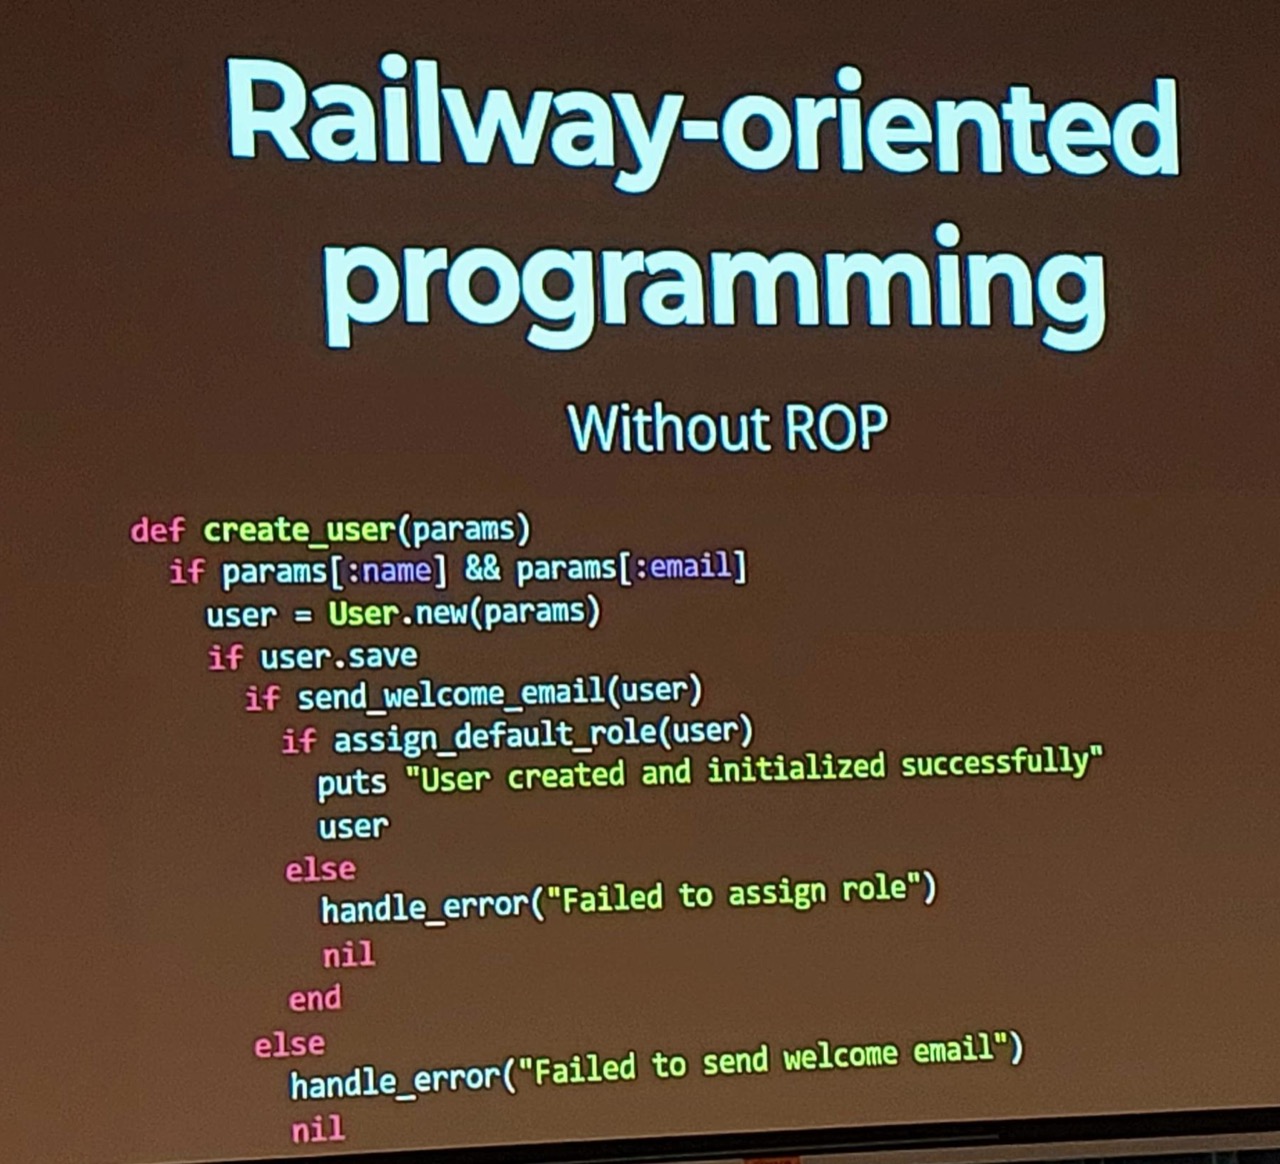 Railway-oriented
programming
Without ROP
def create_user(params)
  if params[:name] && params[:email]
    user = User.new(params)
    if user.save
      if send_welcome_email(user)
        if assign_default_role(user)
          puts "User created and initialized successfully"
          user
        else
          handle_error("Failed to assign role")
          nil
        end
      else
        handle_error("Failed to send welcome email")
        nil